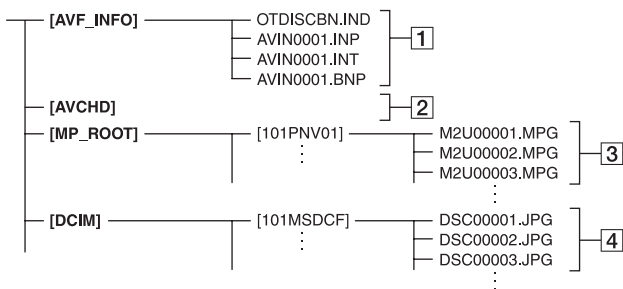 [AVF_INFO] OTDISCBN.IND
AVIN0001.INP 1
AVIN0001.INT
AVIN0001.BNP
[AVCHD] 2
[MP_ROOT] [101PNV01] M2U00001.MPG
M2U00002.MPG 3
M2U00003.MPG
[DCIM] [101MSDCF] DSC00001.JPG
DSC00002.JPG 4
DSC00003.JPG